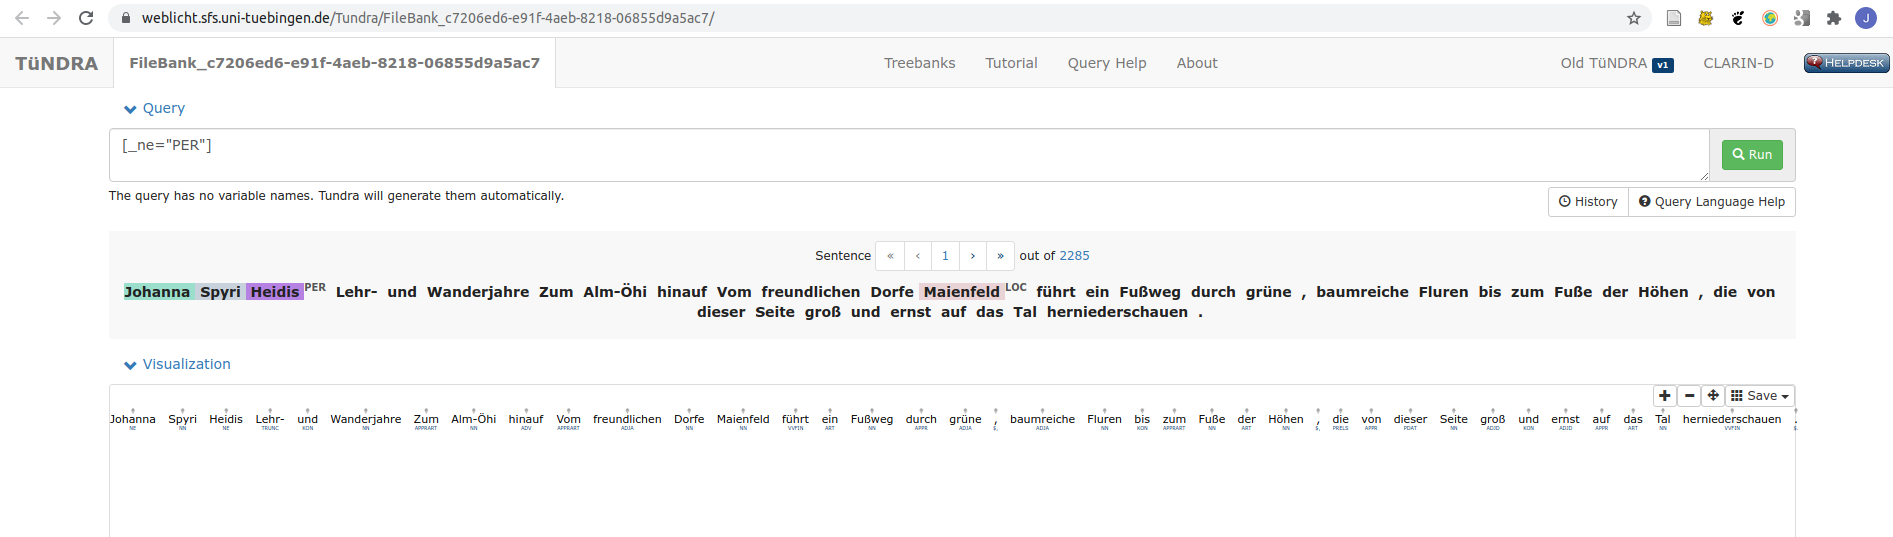 weblicht.sfs.uni-tuebingen.de/Tundra/FileBank_c7206ed6-e91f-4aeb-8218-06855d9a5ac7/
J
TüNDRA FileBank_c7206ed6-e91f-4aeb-8218-06855d9a5ac7 Treebanks Tutorial Query Help About Old TüNDRA v1 CLARIN-D HELPDESK
Query
[_ne="PER"]
Run
The query has no variable names. Tundra will generate them automatically.
History Query Language Help
Sentence « ‹ 1 › » out of 2285
Johanna Spyri Heidis PER Lehr- und Wanderjahre Zum Alm-Öhi hinauf Vom freundlichen Dorfe Maienfeld LOC führt ein Fußweg durch grüne , baumreiche Fluren bis zum Fuße der Höhen , die von
dieser Seite groß und ernst auf das Tal herniederschauen .
Visualization
Save
Johanna Spyri Heidis Lehr- und Wanderjahre Zum Alm-Öhi hinauf Vom freundlichen Dorfe Maienfeld führt ein Fußweg durch grüne , baumreiche Fluren bis zum Fuße der Höhen , die von dieser Seite groß und ernst auf das Tal herniederschauen .
NE NN NE TRUNC KON NN APPRART NN ADV APPRART ADJA NN NN VVFIN ART NN APPR ADJA $, ADJA NN KON APPRART NN ART NN $, PRELS APPR PDAT NN ADJD KON ADJD APPR ART NN VVFIN $.